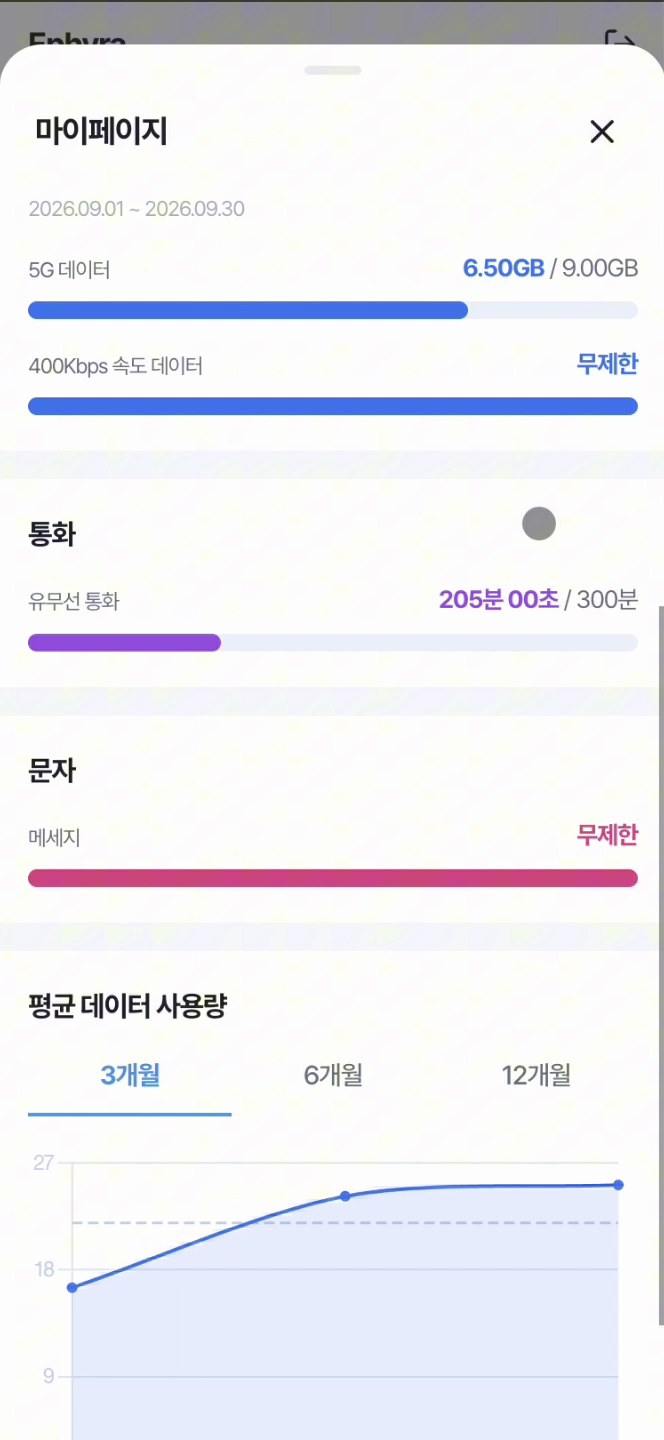 Ephyra
마이페이지
2026.09.01 ~ 2026.09.30
5G 데이터 6.50GB / 9.00GB
400Kbps 속도 데이터 무제한
통화
유무선 통화 205분 00초 / 300분
문자
메세지 무제한
평균 데이터 사용량
3개월 6개월 12개월
27
18
9